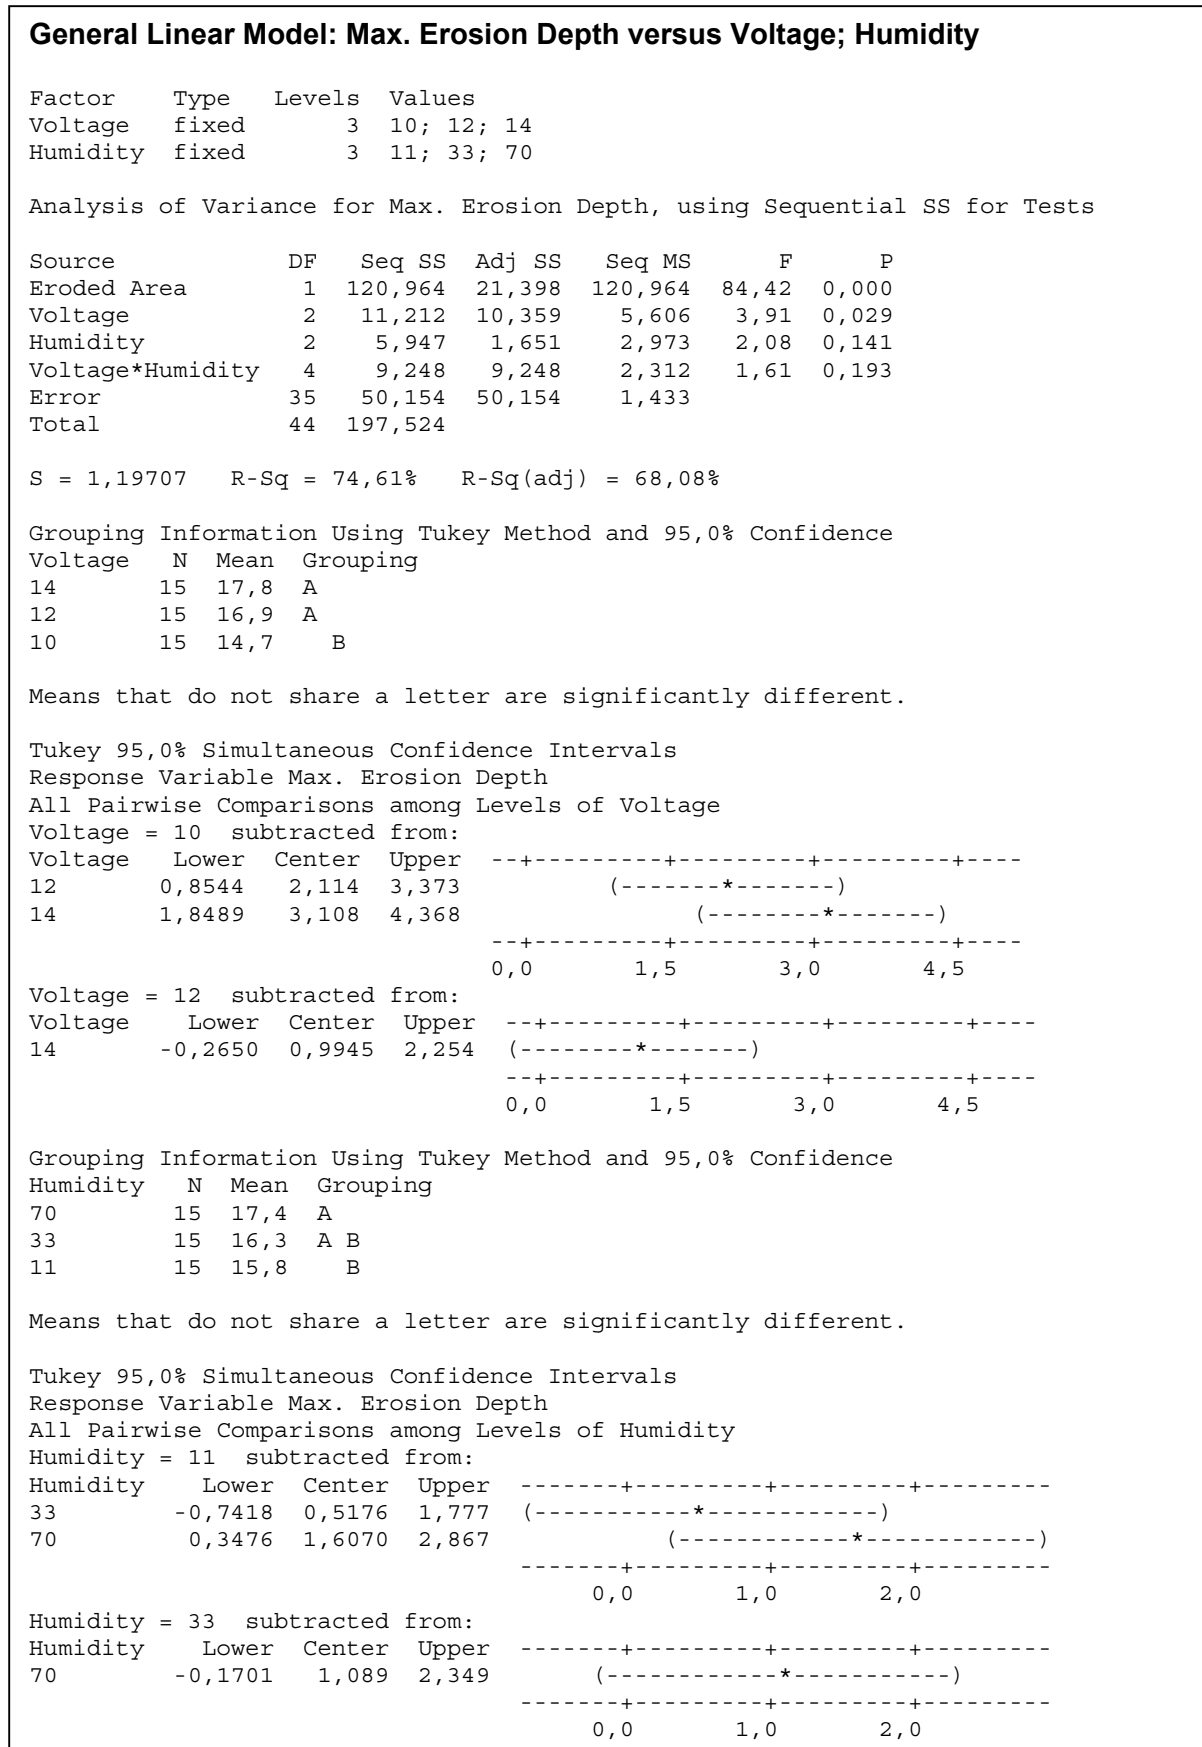 General Linear Model: Max. Erosion Depth versus Voltage; Humidity
Factor    Type   Levels  Values
Voltage   fixed       3  10; 12; 14
Humidity  fixed       3  11; 33; 70
Analysis of Variance for Max. Erosion Depth, using Sequential SS for Tests
Source            DF   Seq SS  Adj SS   Seq MS      F      P
Eroded Area        1  120,964  21,398  120,964  84,42  0,000
Voltage            2   11,212  10,359    5,606   3,91  0,029
Humidity           2    5,947   1,651    2,973   2,08  0,141
Voltage*Humidity   4    9,248   9,248    2,312   1,61  0,193
Error             35   50,154  50,154    1,433
Total             44  197,524
S = 1,19707   R-Sq = 74,61%   R-Sq(adj) = 68,08%
Grouping Information Using Tukey Method and 95,0% Confidence
Voltage   N  Mean  Grouping
14       15  17,8  A
12       15  16,9  A
10       15  14,7    B
Means that do not share a letter are significantly different.
Tukey 95,0% Simultaneous Confidence Intervals
Response Variable Max. Erosion Depth
All Pairwise Comparisons among Levels of Voltage
Voltage = 10  subtracted from:
Voltage   Lower  Center  Upper  --+---------+---------+---------+----
12       0,8544   2,114  3,373          (-------*-------)
14       1,8489   3,108  4,368                (--------*-------)
--+---------+---------+---------+----
0,0       1,5       3,0       4,5
Voltage = 12  subtracted from:
Voltage    Lower  Center  Upper  --+---------+---------+---------+----
14       -0,2650  0,9945  2,254  (--------*-------)
--+---------+---------+---------+----
0,0       1,5       3,0       4,5
Grouping Information Using Tukey Method and 95,0% Confidence
Humidity   N  Mean  Grouping
70        15  17,4  A
33        15  16,3  A B
11        15  15,8    B
Means that do not share a letter are significantly different.
Tukey 95,0% Simultaneous Confidence Intervals
Response Variable Max. Erosion Depth
All Pairwise Comparisons among Levels of Humidity
Humidity = 11  subtracted from:
Humidity    Lower  Center  Upper  -------+---------+---------+---------
33        -0,7418  0,5176  1,777  (-----------*------------)
70         0,3476  1,6070  2,867            (------------*------------)
-------+---------+---------+---------
0,0       1,0       2,0
Humidity = 33  subtracted from:
Humidity    Lower  Center  Upper  -------+---------+---------+---------
70        -0,1701   1,089  2,349       (------------*-----------)
-------+---------+---------+---------
0,0       1,0       2,0